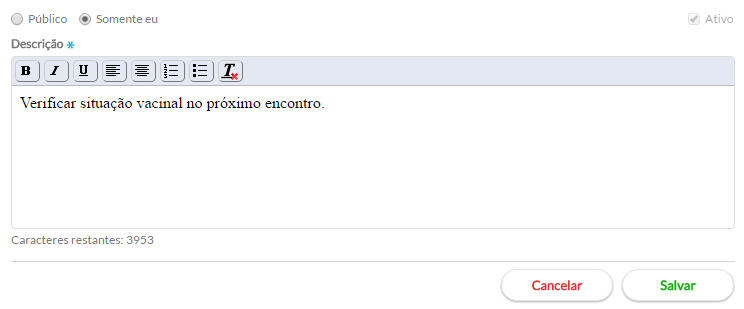 Público Somente eu Ativo
Descrição *
B I U T
Verificar situação vacinal no próximo encontro.
Caracteres restantes: 3953
Cancelar Salvar